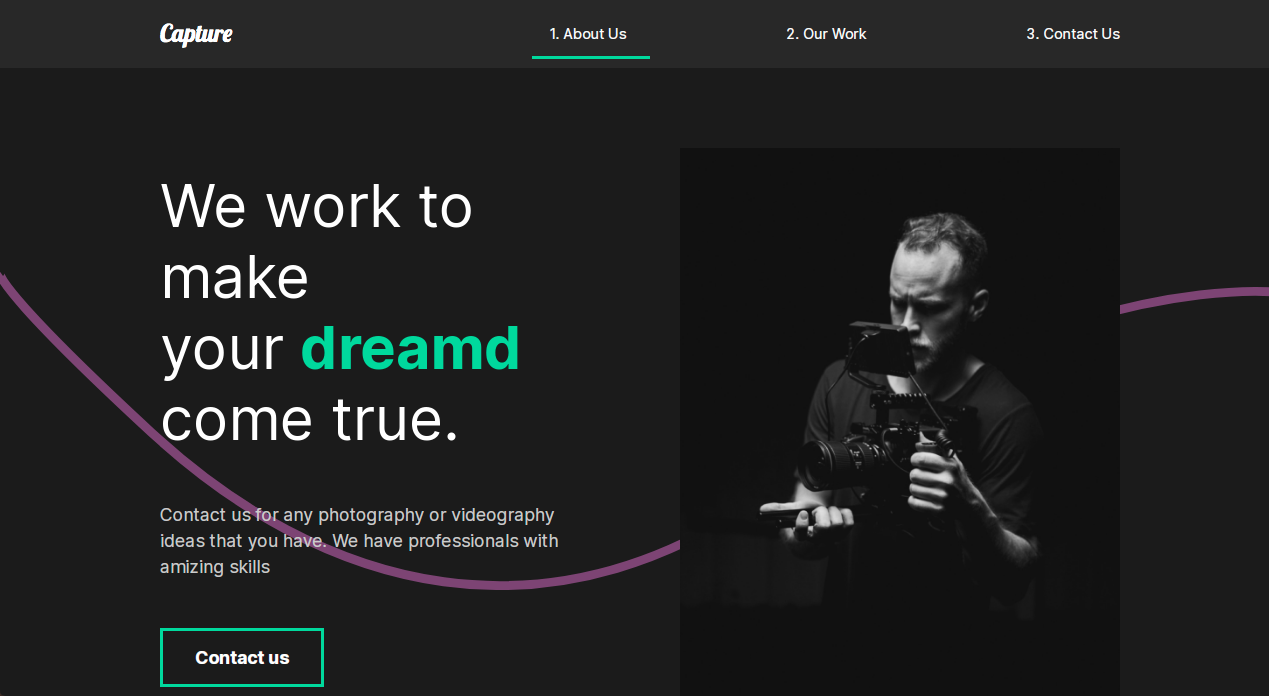 Capture
1. About Us
2. Our Work
3. Contact Us
We work to
make
your dreamd
come true.
Contact us for any photography or videography
ideas that you have. We have professionals with
amizing skills
Contact us